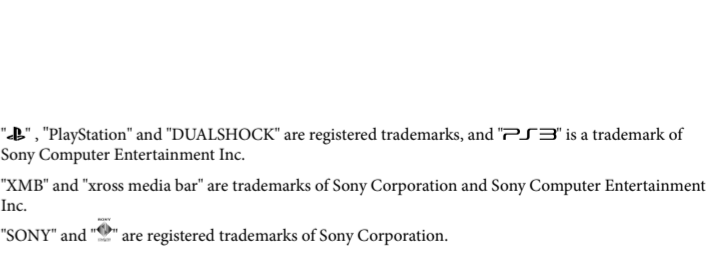 "" , "PlayStation" and "DUALSHOCK" are registered trademarks, and "PS3" is a trademark of
Sony Computer Entertainment Inc.
"XMB" and "xross media bar" are trademarks of Sony Corporation and Sony Computer Entertainment
Inc.
"SONY" and "" are registered trademarks of Sony Corporation.